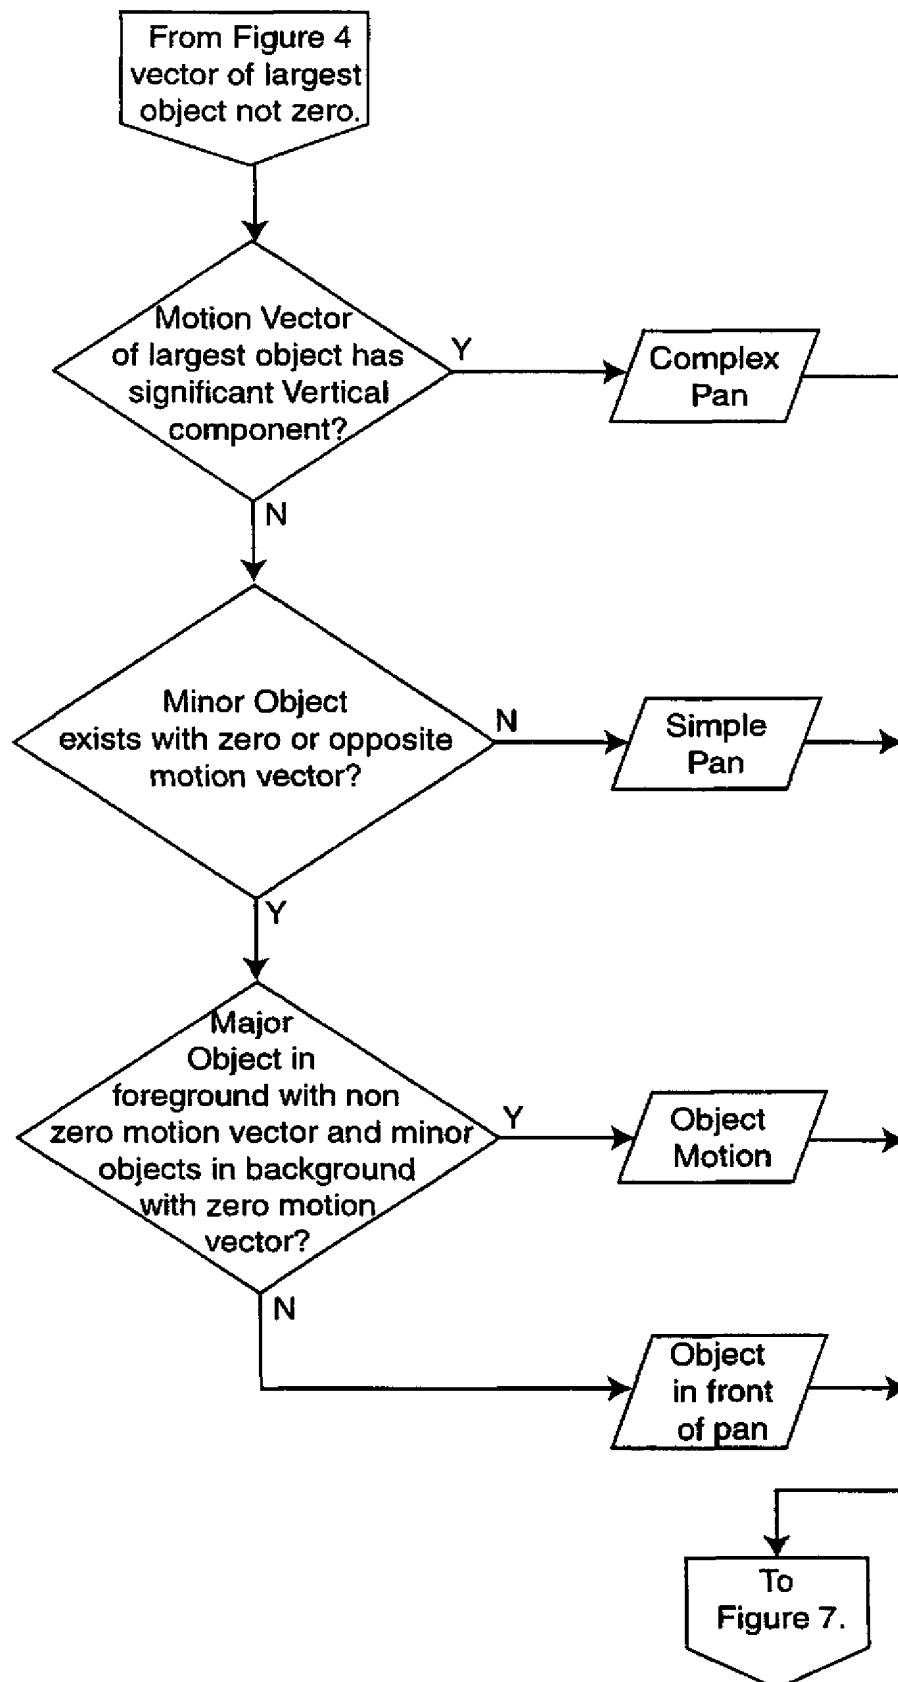 From Figure 4
vector of largest
object not zero.
Motion Vector
of largest object has
significant Vertical
component?
Y
Complex
Pan
N
Minor Object
exists with zero or opposite
motion vector?
N
Simple
Pan
Y
Major
Object in
foreground with non
zero motion vector and minor
objects in background
with zero motion
vector?
Y
Object
Motion
N
Object
in front
of pan
To
Figure 7.